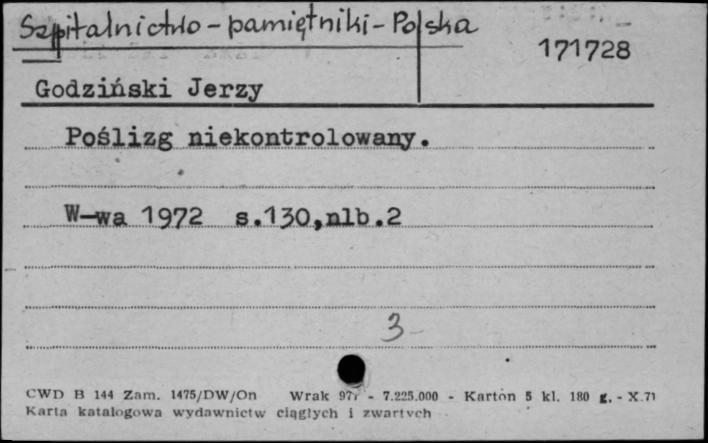 Szpitalnictwo - pamiętniki - Polska
171728
Godziński Jerzy
Poślizg niekontrolowany.
W-wa 1972 s.130,nlb.2
3
CWD B 144 Zam. 1475/DW/On Wrak - 7.225.000 - Karton 5 kl. 180 g. - X.71
Karta katalogowa wydawnictw ciągłych i zwartych